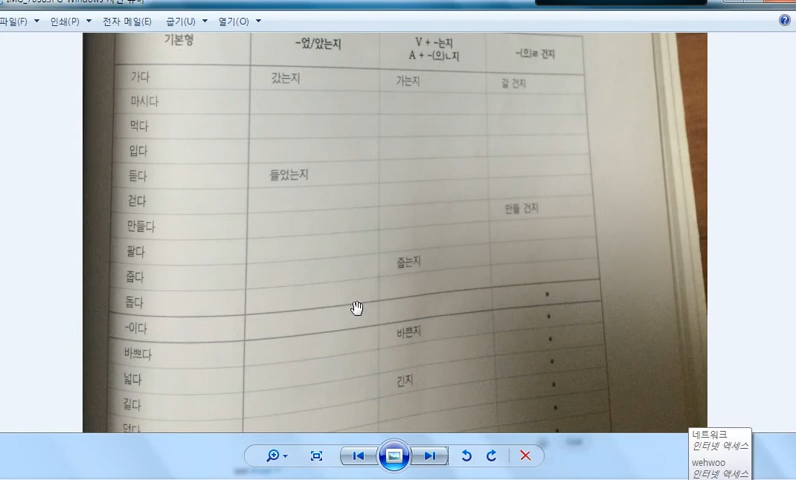 파일(F) 인쇄(P) 전자 메일(E) 굽기(U) 열기(O)
기본형 -었/았는지 V + -는지
A + -(으)ㄴ지 -(으)ㄹ 건지
가다 갔는지 가는지 갈 건지
마시다
먹다
입다
듣다 들었는지
걷다
만들다 만들 건지
팔다
줍다 줍는지
돕다
-이다
바쁘다 바쁜지
넓다
길다 긴지
덥다
네트워크
인터넷 액세스
wehwoo
인터넷 액세스